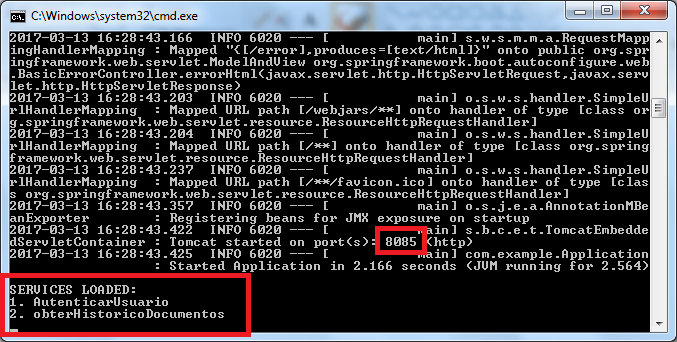 C:\Windows\system32\cmd.exe
2017-03-13 16:28:43.166  INFO 6020 --- [           main] s.w.s.m.m.a.RequestMapp
ingHandlerMapping : Mapped "{[/error],produces=[text/html]}" onto public org.spr
ingframework.web.servlet.ModelAndView org.springframework.boot.autoconfigure.web
.BasicErrorController.errorHtml(javax.servlet.http.HttpServletRequest,javax.serv
let.http.HttpServletResponse)
2017-03-13 16:28:43.203  INFO 6020 --- [           main] o.s.w.s.handler.SimpleU
rlHandlerMapping  : Mapped URL path [/webjars/**] onto handler of type [class or
g.springframework.web.servlet.resource.ResourceHttpRequestHandler]
2017-03-13 16:28:43.204  INFO 6020 --- [           main] o.s.w.s.handler.SimpleU
rlHandlerMapping  : Mapped URL path [/**] onto handler of type [class org.spring
framework.web.servlet.resource.ResourceHttpRequestHandler]
2017-03-13 16:28:43.237  INFO 6020 --- [           main] o.s.w.s.handler.SimpleU
rlHandlerMapping  : Mapped URL path [/**/favicon.ico] onto handler of type [clas
s org.springframework.web.servlet.resource.ResourceHttpRequestHandler]
2017-03-13 16:28:43.357  INFO 6020 --- [           main] o.s.j.e.a.AnnotationMBe
anExporter        : Registering beans for JMX exposure on startup
2017-03-13 16:28:43.422  INFO 6020 --- [           main] s.b.c.e.t.TomcatEmbedde
dServletContainer : Tomcat started on port(s): 8085 (http)
2017-03-13 16:28:43.426  INFO 6020 --- [           main] com.example.Application
                  : Started Application in 2.166 seconds (JVM running for 2.564)
SERVICES LOADED:
1. AutenticarUsuario
2. obterHistoricoDocumentos